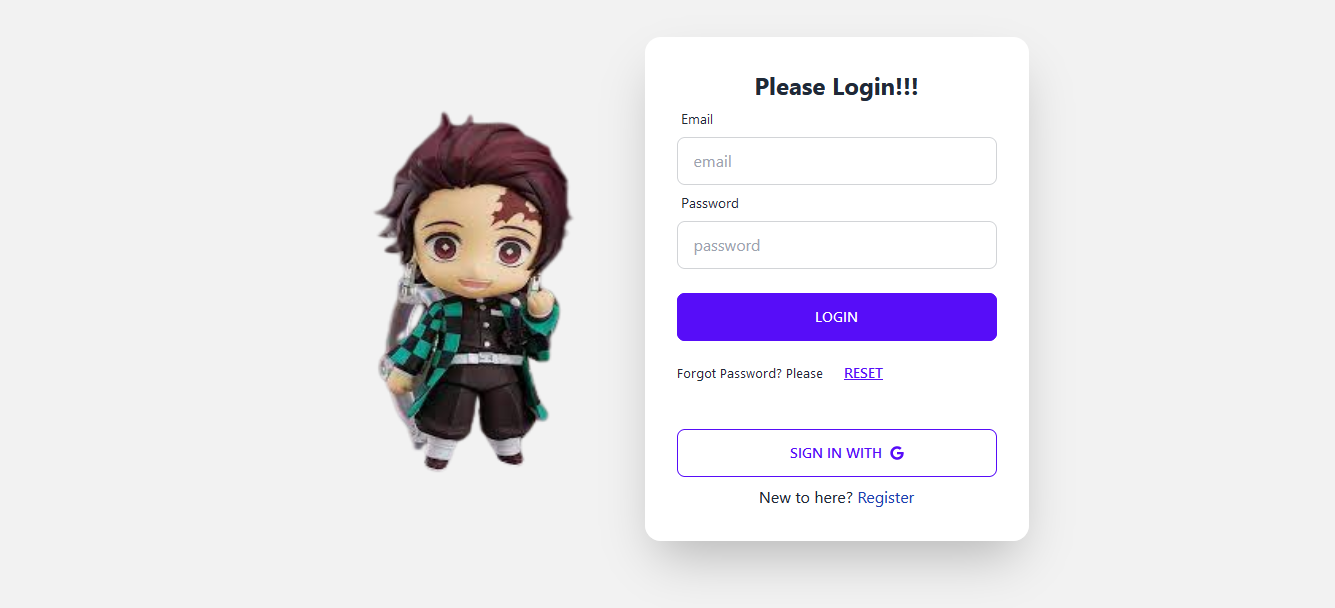 Please Login!!!
Email
email
Password
password
LOGIN
Forgot Password? Please RESET
SIGN IN WITH G
New to here? Register